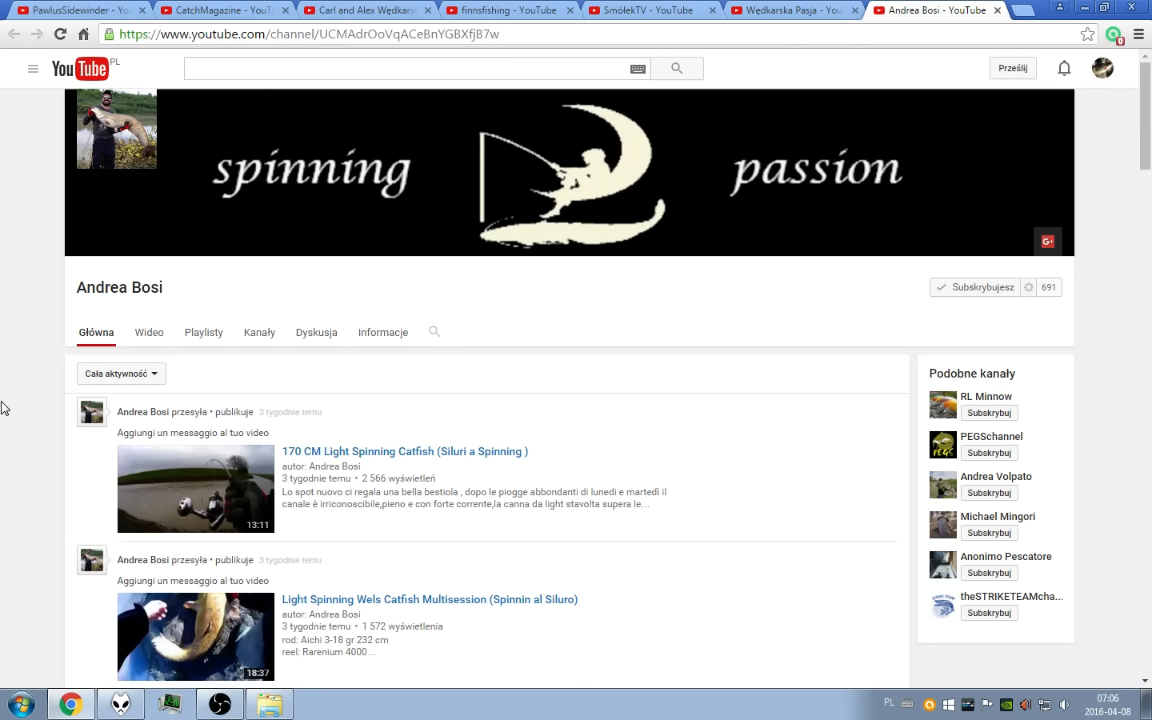 PawlusSidewinder - Yo
CatchMagazine - YouT
Carl and Alex Wędkars
finnsfishing - YouTube
SmółekTV - YouTube
Wędkarska Pasja - You
Andrea Bosi - YouTube
https://www.youtube.com/channel/UCMAdrOoVqACeBnYGBXfjB7w
YouTube PL
Prześlij
spinning passion
G+
Andrea Bosi
Subskrybujesz 691
Główna Wideo Playlisty Kanały Dyskusja Informacje
Cała aktywność
Andrea Bosi przesyła • publikuje 3 tygodnie temu
Aggiungi un messaggio al tuo video
170 CM Light Spinning Catfish (Siluri a Spinning )
autor: Andrea Bosi
3 tygodnie temu • 2 566 wyświetleń
Lo spot nuovo ci regala una bella bestiola , dopo le piogge abbondanti di lunedi e martedì il
canale è irriconoscibile,pieno e con forte corrente,la canna da light stavolta supera le...
13:11
Andrea Bosi przesyła • publikuje 3 tygodnie temu
Aggiungi un messaggio al tuo video
Light Spinning Wels Catfish Multisession (Spinnin al Siluro)
autor: Andrea Bosi
3 tygodnie temu • 1 572 wyświetlenia
rod: Aichi 3-18 gr 232 cm
reel: Rarenium 4000...
18:37
Podobne kanały
RL Minnow
Subskrybuj
PEGSchannel
Subskrybuj
Andrea Volpato
Subskrybuj
Michael Mingori
Subskrybuj
Anonimo Pescatore
Subskrybuj
theSTRIKETEAMcha...
Subskrybuj
PL
07:06
2016-04-08